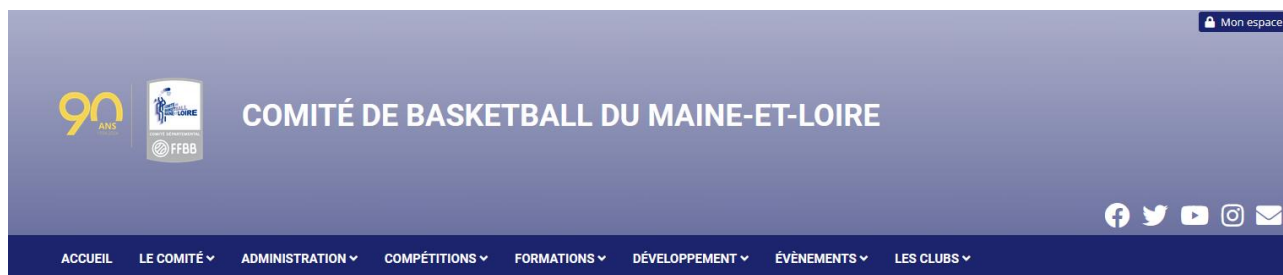 Mon espace
90
ANS
LOIRE
COMITÉ DÉPARTEMENTAL
FFBB
COMITÉ DE BASKETBALL DU MAINE-ET-LOIRE
ACCUEIL LE COMITÉ ADMINISTRATION COMPÉTITIONS FORMATIONS DÉVELOPPEMENT ÉVÈNEMENTS LES CLUBS